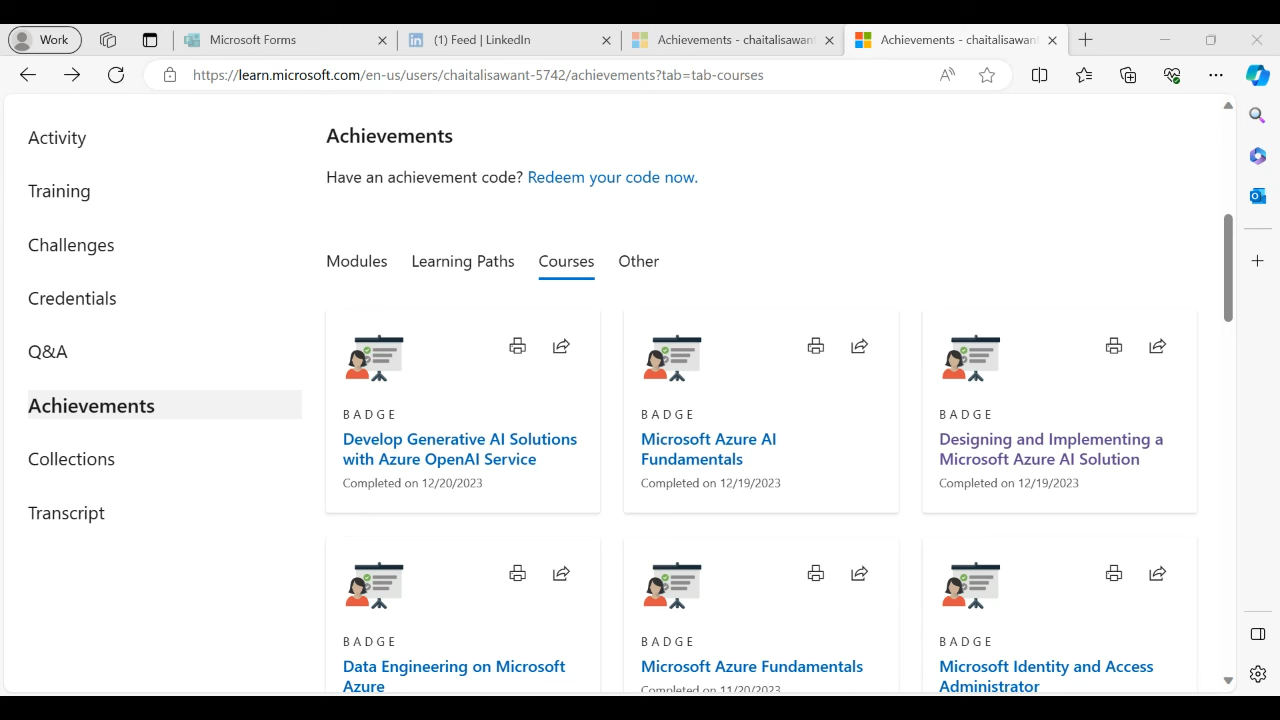 Work
Microsoft Forms
(1) Feed | LinkedIn
Achievements - chaitalisawant
Achievements - chaitalisawant
https://learn.microsoft.com/en-us/users/chaitalisawant-5742/achievements?tab=tab-courses
Activity
Training
Challenges
Credentials
Q&A
Achievements
Collections
Transcript
Achievements
Have an achievement code? Redeem your code now.
Modules Learning Paths Courses Other
BADGE
Develop Generative AI Solutions
with Azure OpenAI Service
Completed on 12/20/2023
BADGE
Microsoft Azure AI
Fundamentals
Completed on 12/19/2023
BADGE
Designing and Implementing a
Microsoft Azure AI Solution
Completed on 12/19/2023
BADGE
Data Engineering on Microsoft
Azure
BADGE
Microsoft Azure Fundamentals
Completed on 11/20/2023
BADGE
Microsoft Identity and Access
Administrator